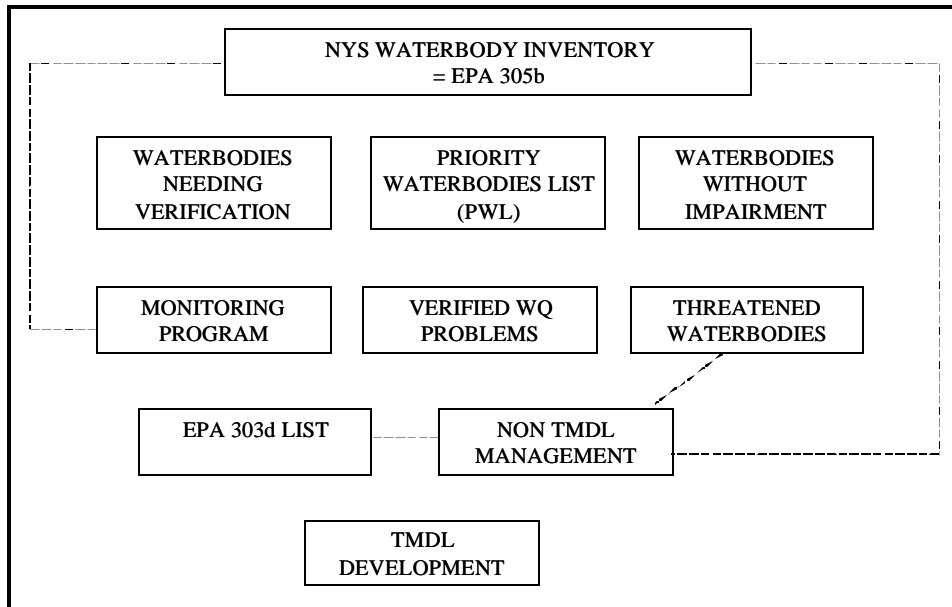 NYS WATERBODY INVENTORY
= EPA 305b
WATERBODIES
NEEDING
VERIFICATION
PRIORITY
WATERBODIES LIST
(PWL)
WATERBODIES
WITHOUT
IMPAIRMENT
MONITORING
PROGRAM
VERIFIED WQ
PROBLEMS
THREATENED
WATERBODIES
EPA 303d LIST
NON TMDL
MANAGEMENT
TMDL
DEVELOPMENT